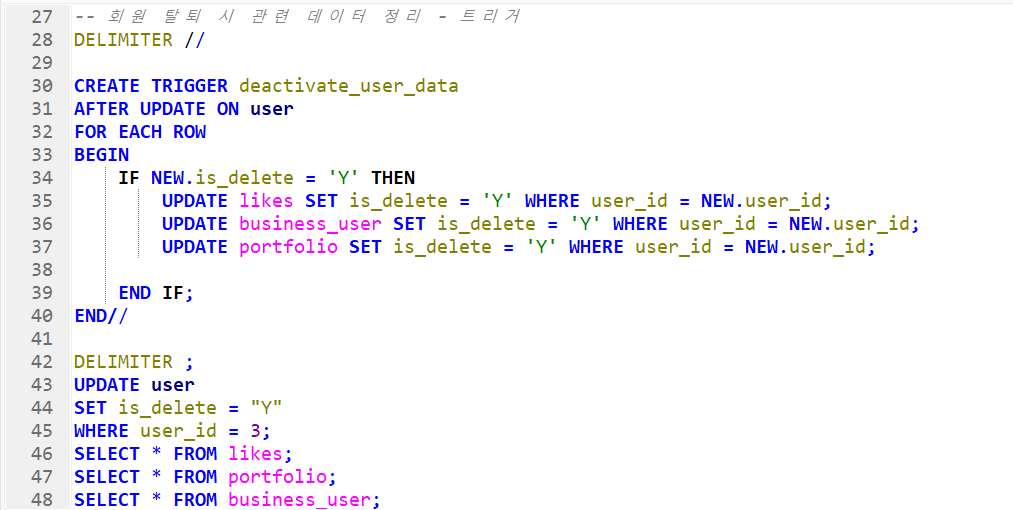 27 -- 회원 탈퇴 시 관련 데이터 정리 - 트리거
28 DELIMITER //
29
30 CREATE TRIGGER deactivate_user_data
31 AFTER UPDATE ON user
32 FOR EACH ROW
33 BEGIN
34 IF NEW.is_delete = 'Y' THEN
35 UPDATE likes SET is_delete = 'Y' WHERE user_id = NEW.user_id;
36 UPDATE business_user SET is_delete = 'Y' WHERE user_id = NEW.user_id;
37 UPDATE portfolio SET is_delete = 'Y' WHERE user_id = NEW.user_id;
38
39 END IF;
40 END//
41
42 DELIMITER ;
43 UPDATE user
44 SET is_delete = "Y"
45 WHERE user_id = 3;
46 SELECT * FROM likes;
47 SELECT * FROM portfolio;
48 SELECT * FROM business_user;